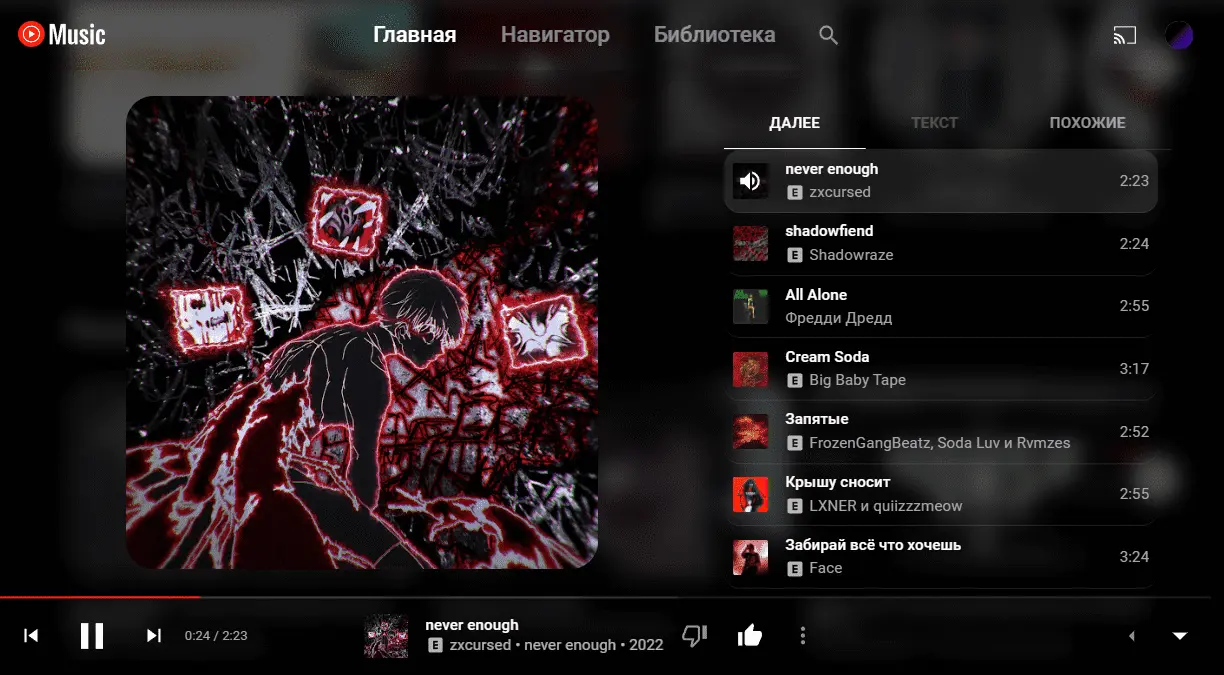 Music
Главная
Навигатор
Библиотека
ДАЛЕЕ
ТЕКСТ
ПОХОЖИЕ
never enough
E zxcursed
2:23
shadowfiend
E Shadowraze
2:24
All Alone
Фредди Дредд
2:55
Cream Soda
E Big Baby Tape
3:17
Запятые
E FrozenGangBeatz, Soda Luv и Rvmzes
2:52
Крышу сносит
E LXNER и quiizzzmeow
2:55
Забирай всё что хочешь
E Face
3:24
0:24 / 2:23
never enough
E zxcursed • never enough • 2022